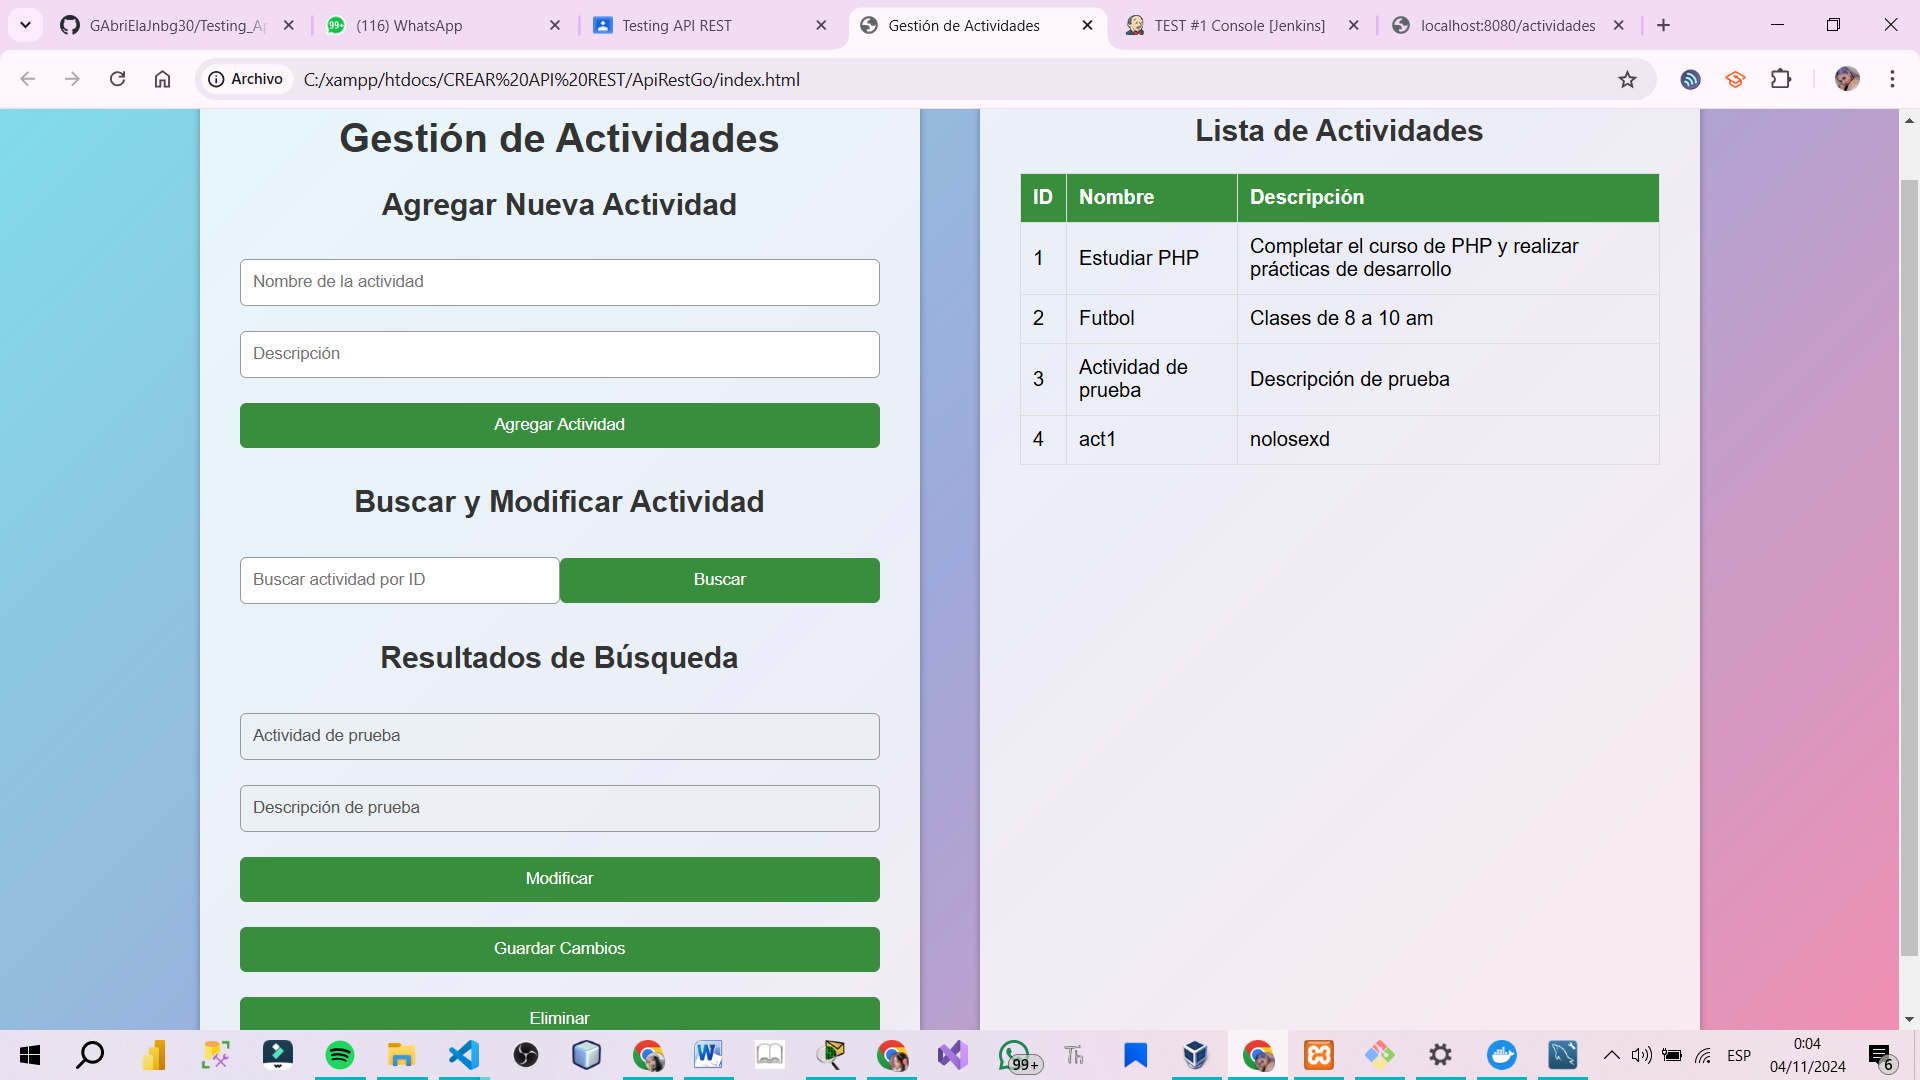 GAbriElaJnbg30/Testing_Ap
(116) WhatsApp
Testing API REST
Gestión de Actividades
TEST #1 Console [Jenkins]
localhost:8080/actividades
Archivo
C:/xampp/htdocs/CREAR%20API%20REST/ApiRestGo/index.html
Gestión de Actividades
Agregar Nueva Actividad
Nombre de la actividad
Descripción
Agregar Actividad
Buscar y Modificar Actividad
Buscar actividad por ID
Buscar
Resultados de Búsqueda
Actividad de prueba
Descripción de prueba
Modificar
Guardar Cambios
Eliminar
Lista de Actividades
ID Nombre Descripción
1 Estudiar PHP Completar el curso de PHP y realizar
prácticas de desarrollo
2 Futbol Clases de 8 a 10 am
3 Actividad de
prueba Descripción de prueba
4 act1 nolosexd
99+
ESP
0:04
04/11/2024
6